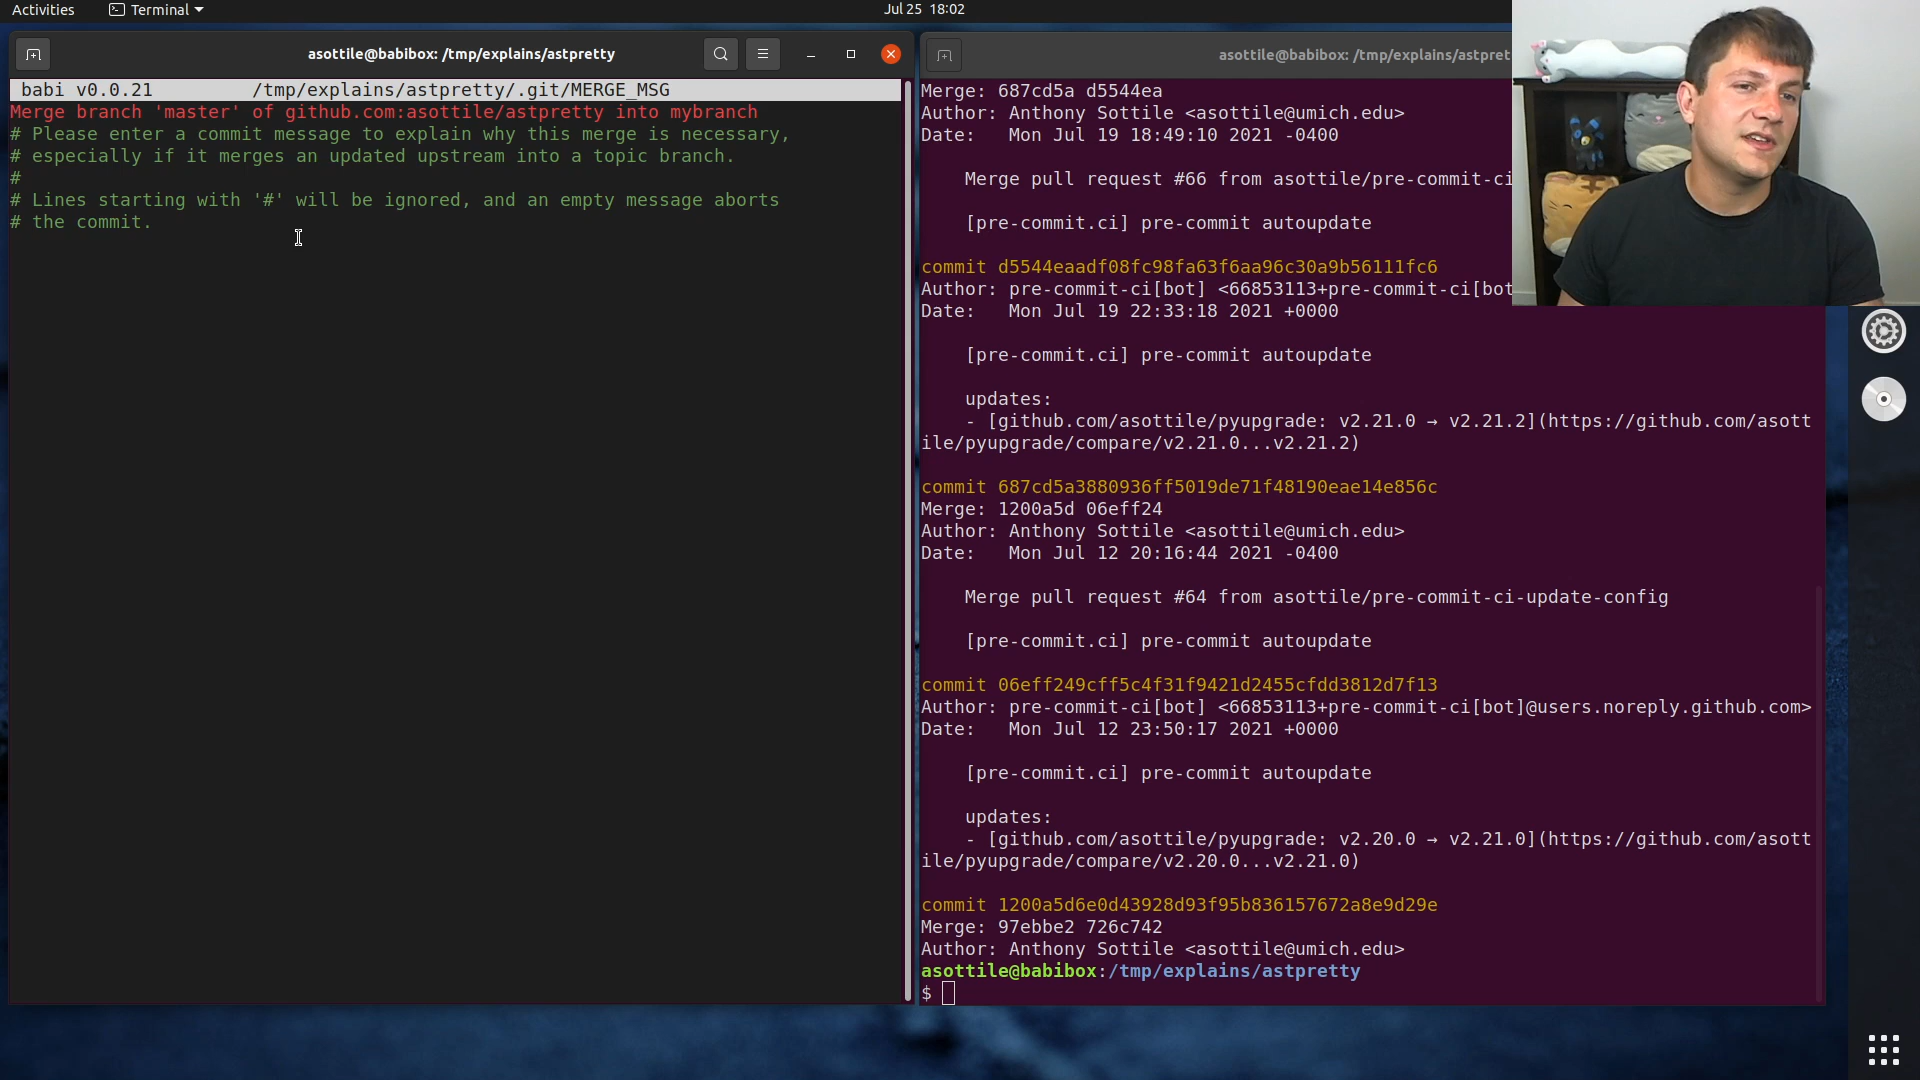 Activities
Terminal
Jul 25 18:02
asottile@babibox: /tmp/explains/astpretty
babi v0.0.21 /tmp/explains/astpretty/.git/MERGE_MSG
Merge branch 'master' of github.com:asottile/astpretty into mybranch
# Please enter a commit message to explain why this merge is necessary,
# especially if it merges an updated upstream into a topic branch.
#
# Lines starting with '#' will be ignored, and an empty message aborts
# the commit.
asottile@babibox: /tmp/explains/astpret
Merge: 687cd5a d5544ea
Author: Anthony Sottile <asottile@umich.edu>
Date: Mon Jul 19 18:49:10 2021 -0400
Merge pull request #66 from asottile/pre-commit-ci
[pre-commit.ci] pre-commit autoupdate
commit d5544eaadf08fc98fa63f6aa96c30a9b56111fc6
Author: pre-commit-ci[bot] <66853113+pre-commit-ci[bot
Date: Mon Jul 19 22:33:18 2021 +0000
[pre-commit.ci] pre-commit autoupdate
updates:
- [github.com/asottile/pyupgrade: v2.21.0 → v2.21.2](https://github.com/asott
ile/pyupgrade/compare/v2.21.0...v2.21.2)
commit 687cd5a3880936ff5019de71f48190eae14e856c
Merge: 1200a5d 06eff24
Author: Anthony Sottile <asottile@umich.edu>
Date: Mon Jul 12 20:16:44 2021 -0400
Merge pull request #64 from asottile/pre-commit-ci-update-config
[pre-commit.ci] pre-commit autoupdate
commit 06eff249cff5c4f31f9421d2455cfdd3812d7f13
Author: pre-commit-ci[bot] <66853113+pre-commit-ci[bot]@users.noreply.github.com>
Date: Mon Jul 12 23:50:17 2021 +0000
[pre-commit.ci] pre-commit autoupdate
updates:
- [github.com/asottile/pyupgrade: v2.20.0 → v2.21.0](https://github.com/asott
ile/pyupgrade/compare/v2.20.0...v2.21.0)
commit 1200a5d6e0d43928d93f95b836157672a8e9d29e
Merge: 97ebbe2 726c742
Author: Anthony Sottile <asottile@umich.edu>
asottile@babibox:/tmp/explains/astpretty
$